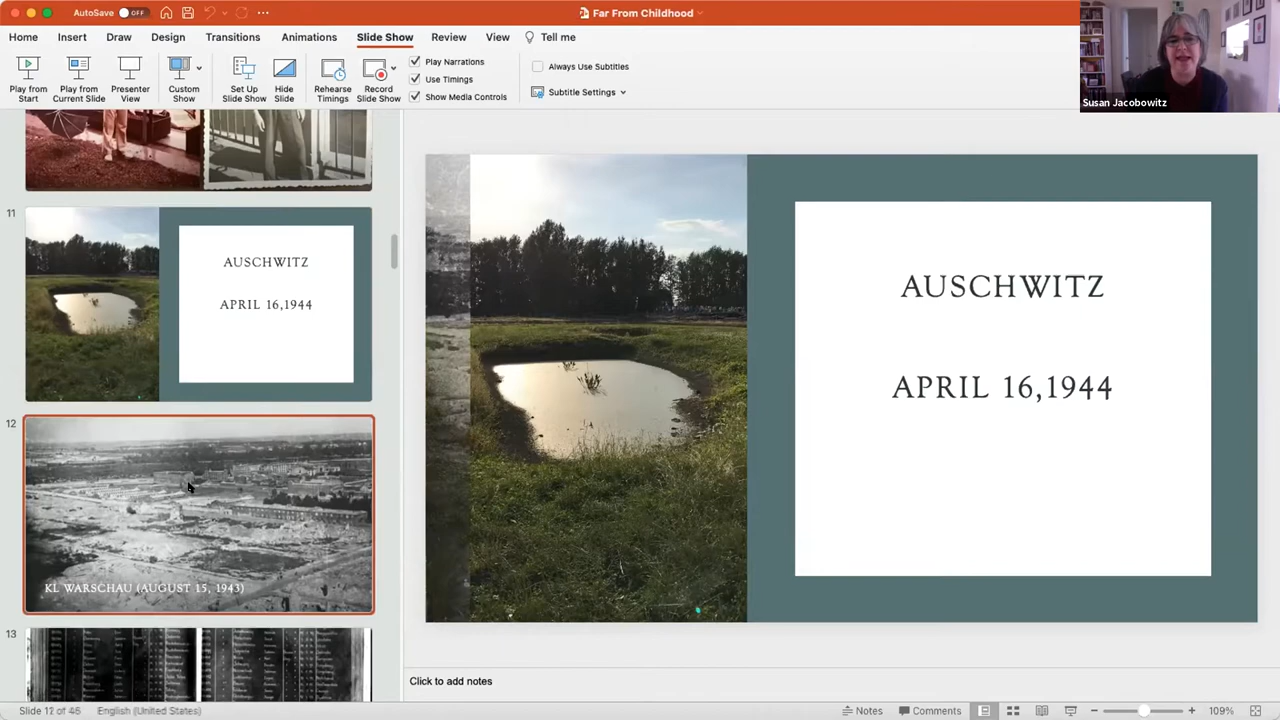 AutoSave OFF
Far From Childhood
Home Insert Draw Design Transitions Animations Slide Show Review View Tell me
Play from Start
Play from Current Slide
Presenter View
Custom Show
Set Up Slide Show
Hide Slide
Rehearse Timings
Record Slide Show
Play Narrations
Use Timings
Show Media Controls
Always Use Subtitles
Subtitle Settings
Susan Jacobowitz
11
AUSCHWITZ
APRIL 16,1944
12
KL WARSCHAU (AUGUST 15, 1943)
13
AUSCHWITZ
APRIL 16,1944
Click to add notes
English (United States)
Notes
Comments
109%